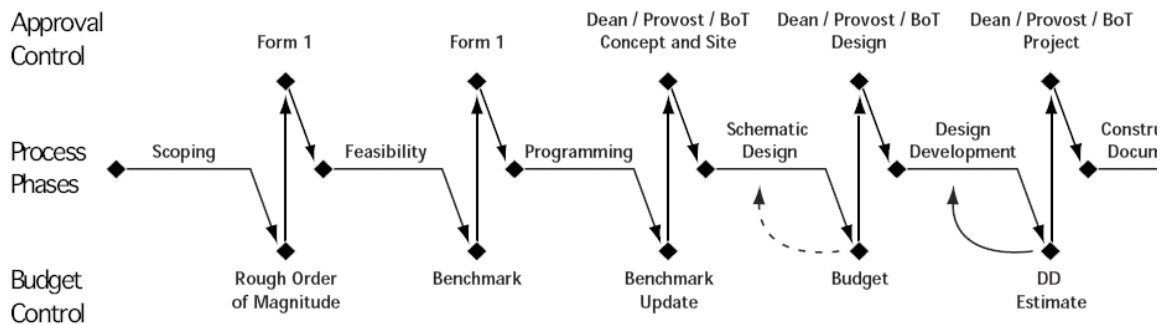 Approval
Control
Form 1
Form 1
Dean / Provost / BoT
Concept and Site
Dean / Provost / BoT
Design
Dean / Provost / BoT
Project
Process
Phases
Scoping
Feasibility
Programming
Schematic
Design
Design
Development
Constru
Docum
Budget
Control
Rough Order
of Magnitude
Benchmark
Benchmark
Update
Budget
DD
Estimate